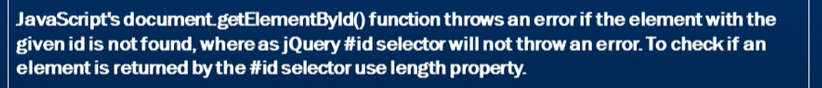 JavaScript's document.getElementById() function throws an error if the element with the
given id is not found, where as jQuery #id selector will not throw an error. To check if an
element is returned by the #id selector use length property.